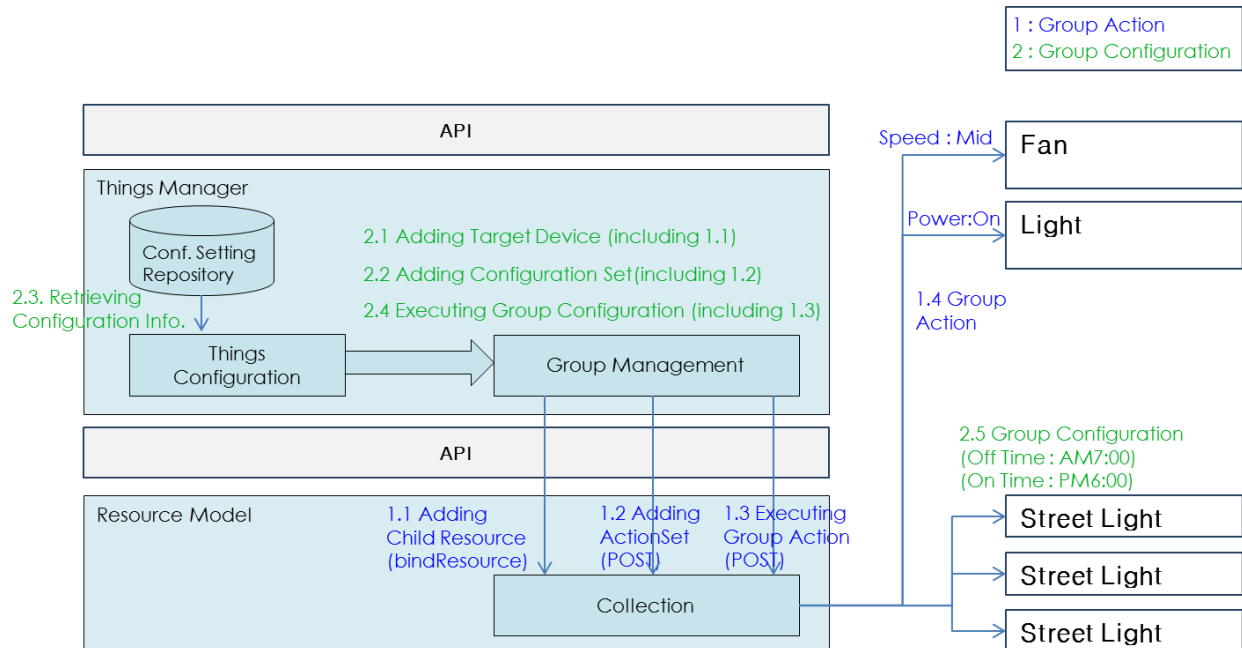 1 : Group Action
2 : Group Configuration
API
Speed : Mid
Fan
Things Manager
Power:On
Light
Conf. Setting
Repository
2.1 Adding Target Device (including 1.1)
2.2 Adding Configuration Set(including 1.2)
2.4 Executing Group Configuration (including 1.3)
2.3. Retrieving
Configuration Info.
1.4 Group
Action
Things
Configuration
Group Management
2.5 Group Configuration
(Off Time : AM7:00)
(On Time : PM6:00)
API
Resource Model
1.1 Adding
Child Resource
(bindResource)
1.2 Adding
ActionSet
(POST)
1.3 Executing
Group Action
(POST)
Collection
Street Light
Street Light
Street Light